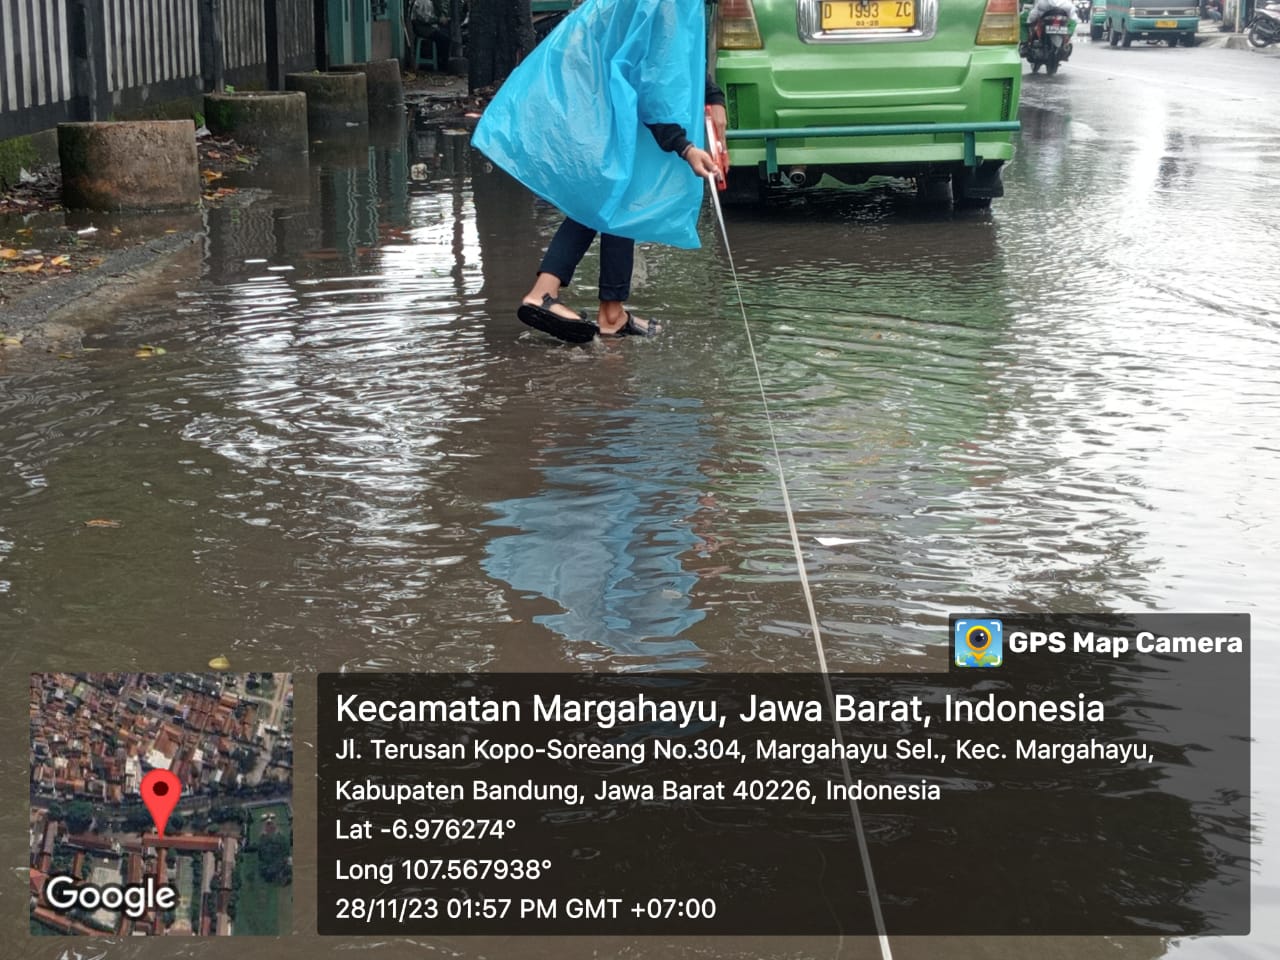 D 1993 ZC
GPS Map Camera
Kecamatan Margahayu, Jawa Barat, Indonesia
Jl. Terusan Kopo-Soreang No.304, Margahayu Sel., Kec. Margahayu,
Kabupaten Bandung, Jawa Barat 40226, Indonesia
Lat -6.976274°
Long 107.567938°
28/11/23 01:57 PM GMT +07:00
Google